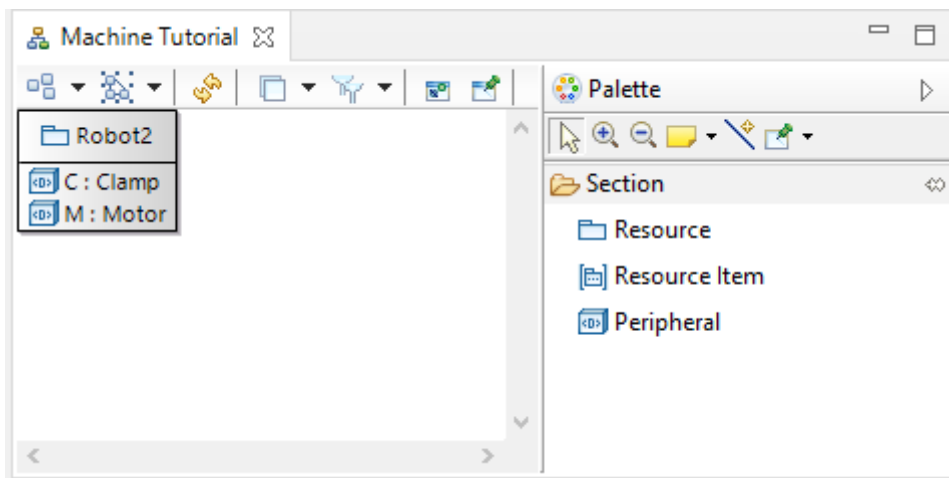 Machine Tutorial
Palette
Robot2
C : Clamp
M : Motor
Section
Resource
Resource Item
Peripheral